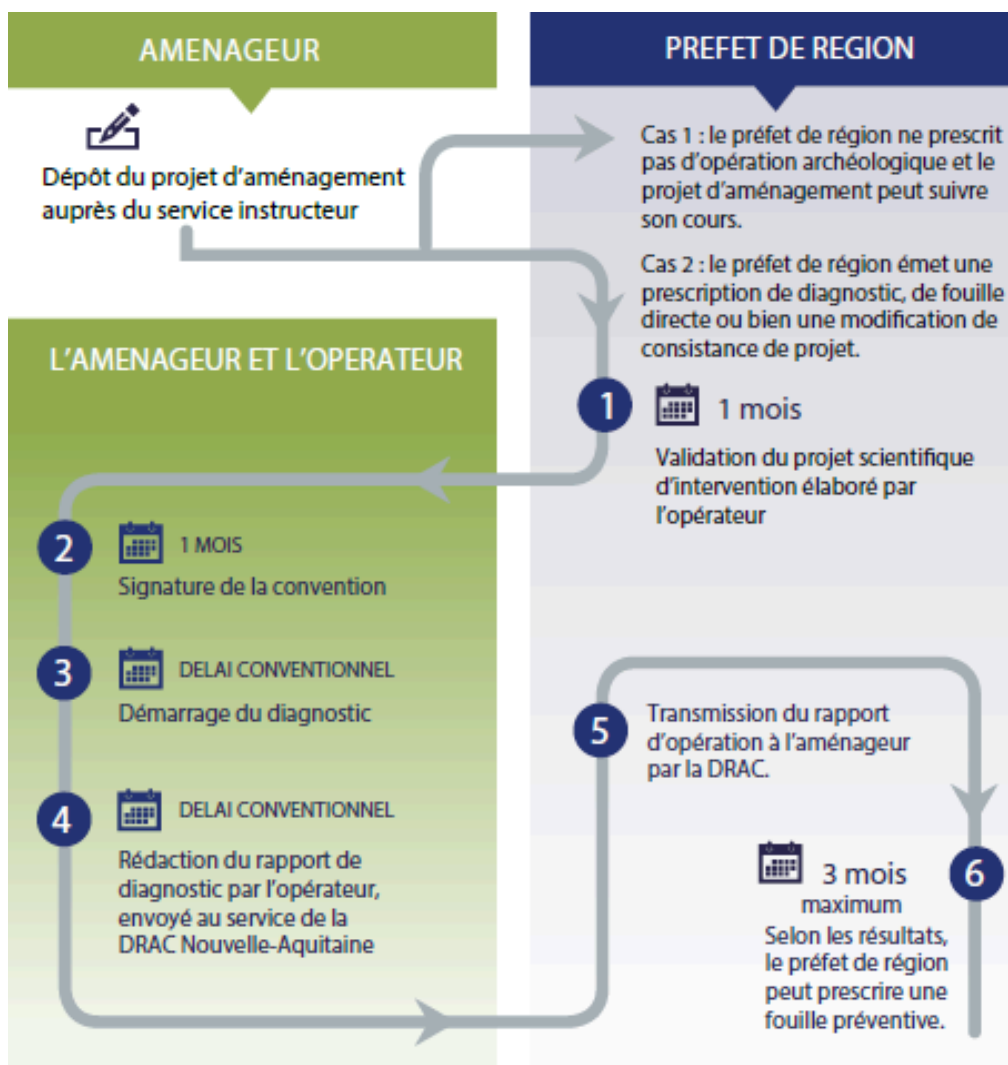 AMENAGEUR
Dépôt du projet d'aménagement
auprès du service instructeur
PREFET DE REGION
Cas 1 : le préfet de région ne prescrit
pas d'opération archéologique et le
projet d'aménagement peut suivre
son cours.
Cas 2 : le préfet de région émet une
prescription de diagnostic, de fouille
directe ou bien une modification de
consistance de projet.
1
1 mois
Validation du projet scientifique
d'intervention élaboré par
l'opérateur
L'AMENAGEUR ET L'OPERATEUR
2
1 MOIS
Signature de la convention
3
DELAI CONVENTIONNEL
Démarrage du diagnostic
4
DELAI CONVENTIONNEL
Rédaction du rapport de
diagnostic par l'opérateur,
envoyé au service de la
DRAC Nouvelle-Aquitaine
5
Transmission du rapport
d'opération à l'aménageur
par la DRAC.
6
3 mois
maximum
Selon les résultats,
le préfet de région
peut prescrire une
fouille préventive.